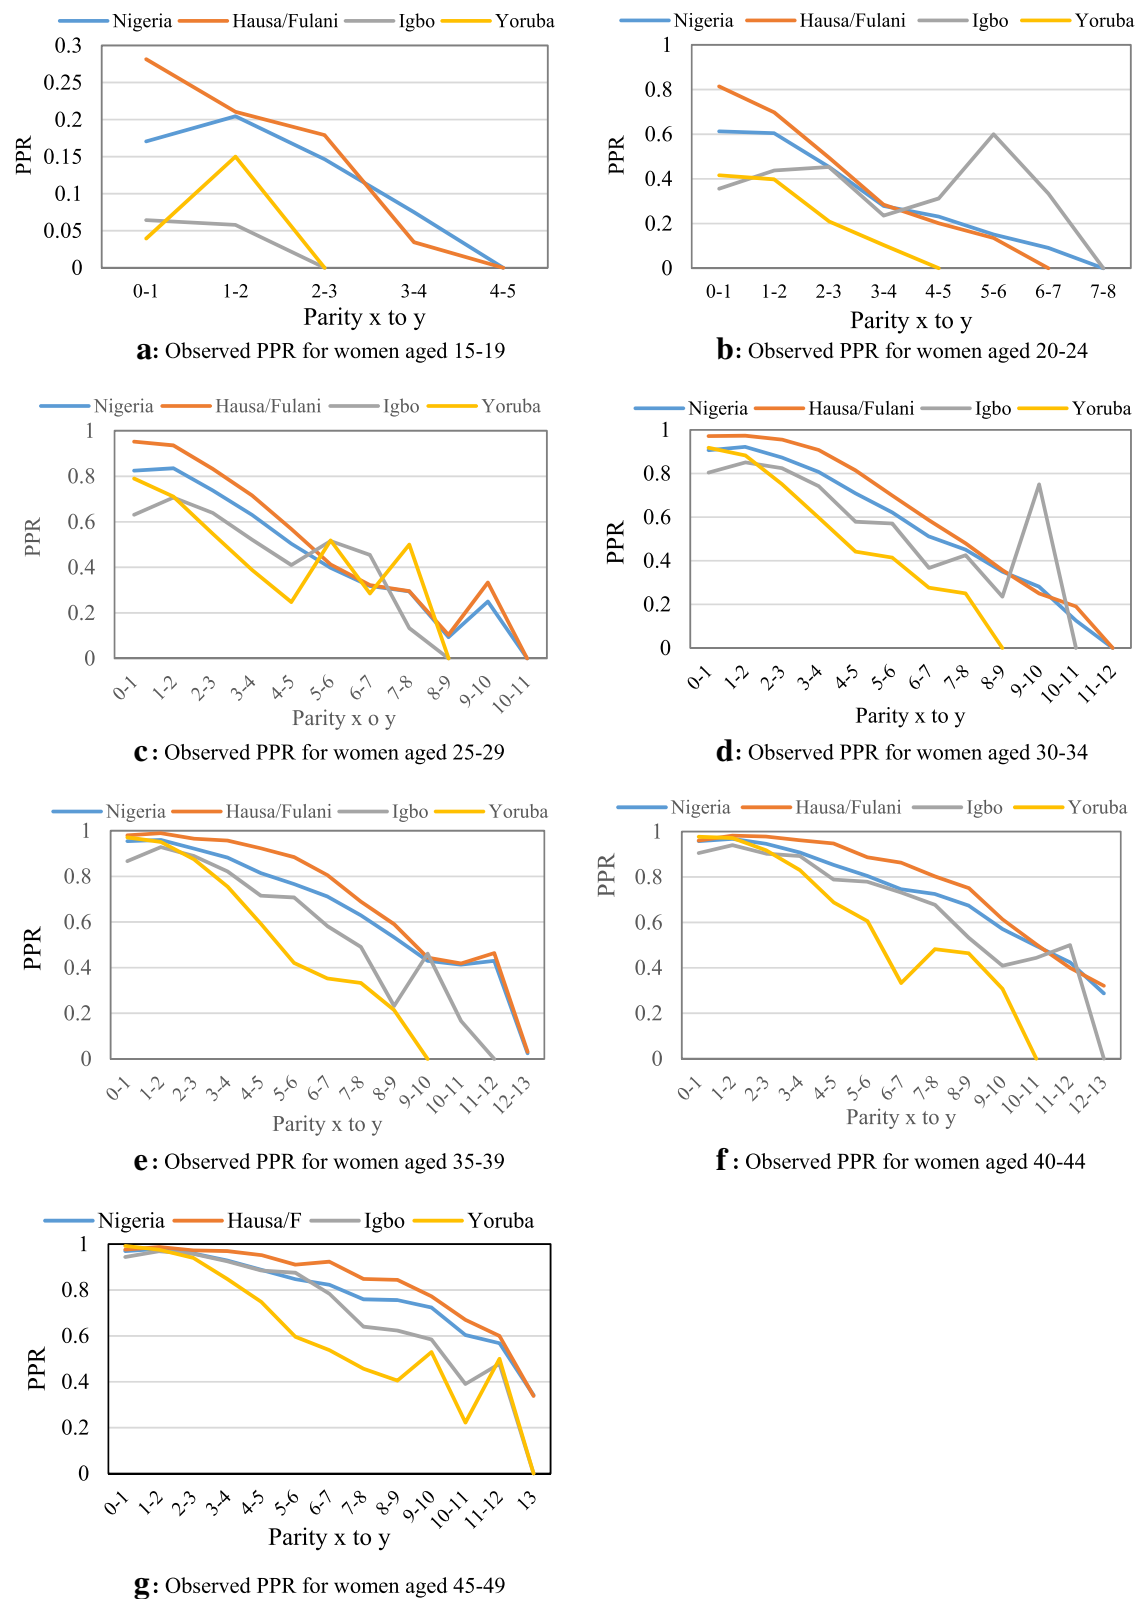 Nigeria Hausa/Fulani Igbo Yoruba
0.3
0.25
0.2
0.15
0.1
0.05
0
PPR
0-1 1-2 2-3 3-4 4-5
Parity x to y
a: Observed PPR for women aged 15-19
Nigeria Hausa/Fulani Igbo Yoruba
1
0.8
0.6
0.4
0.2
0
PPR
0-1 1-2 2-3 3-4 4-5 5-6 6-7 7-8
Parity x to y
b: Observed PPR for women aged 20-24
Nigeria Hausa/Fulani Igbo Yoruba
1
0.8
0.6
0.4
0.2
0
PPR
0-1 1-2 2-3 3-4 4-5 5-6 6-7 7-8 8-9 9-10 10-11
Parity x o y
c: Observed PPR for women aged 25-29
Nigeria Hausa/Fulani Igbo Yoruba
1
0.8
0.6
0.4
0.2
0
PPR
0-1 1-2 2-3 3-4 4-5 5-6 6-7 7-8 8-9 9-10 10-11 11-12
Parity x to y
d: Observed PPR for women aged 30-34
Nigeria Hausa/Fulani Igbo Yoruba
1
0.8
0.6
0.4
0.2
0
PPR
0-1 1-2 2-3 3-4 4-5 5-6 6-7 7-8 8-9 9-10 10-11 11-12 12-13
Parity x to y
e: Observed PPR for women aged 35-39
Nigeria Hausa/Fulani Igbo Yoruba
1
0.8
0.6
0.4
0.2
0
PPR
0-1 1-2 2-3 3-4 4-5 5-6 6-7 7-8 8-9 9-10 10-11 11-12 12-13
Parity x to y
f: Observed PPR for women aged 40-44
Nigeria Hausa/F Igbo Yoruba
1
0.8
0.6
0.4
0.2
0
PPR
0-1 1-2 2-3 3-4 4-5 5-6 6-7 7-8 8-9 9-10 10-11 11-12 13
Parity x to y
g: Observed PPR for women aged 45-49